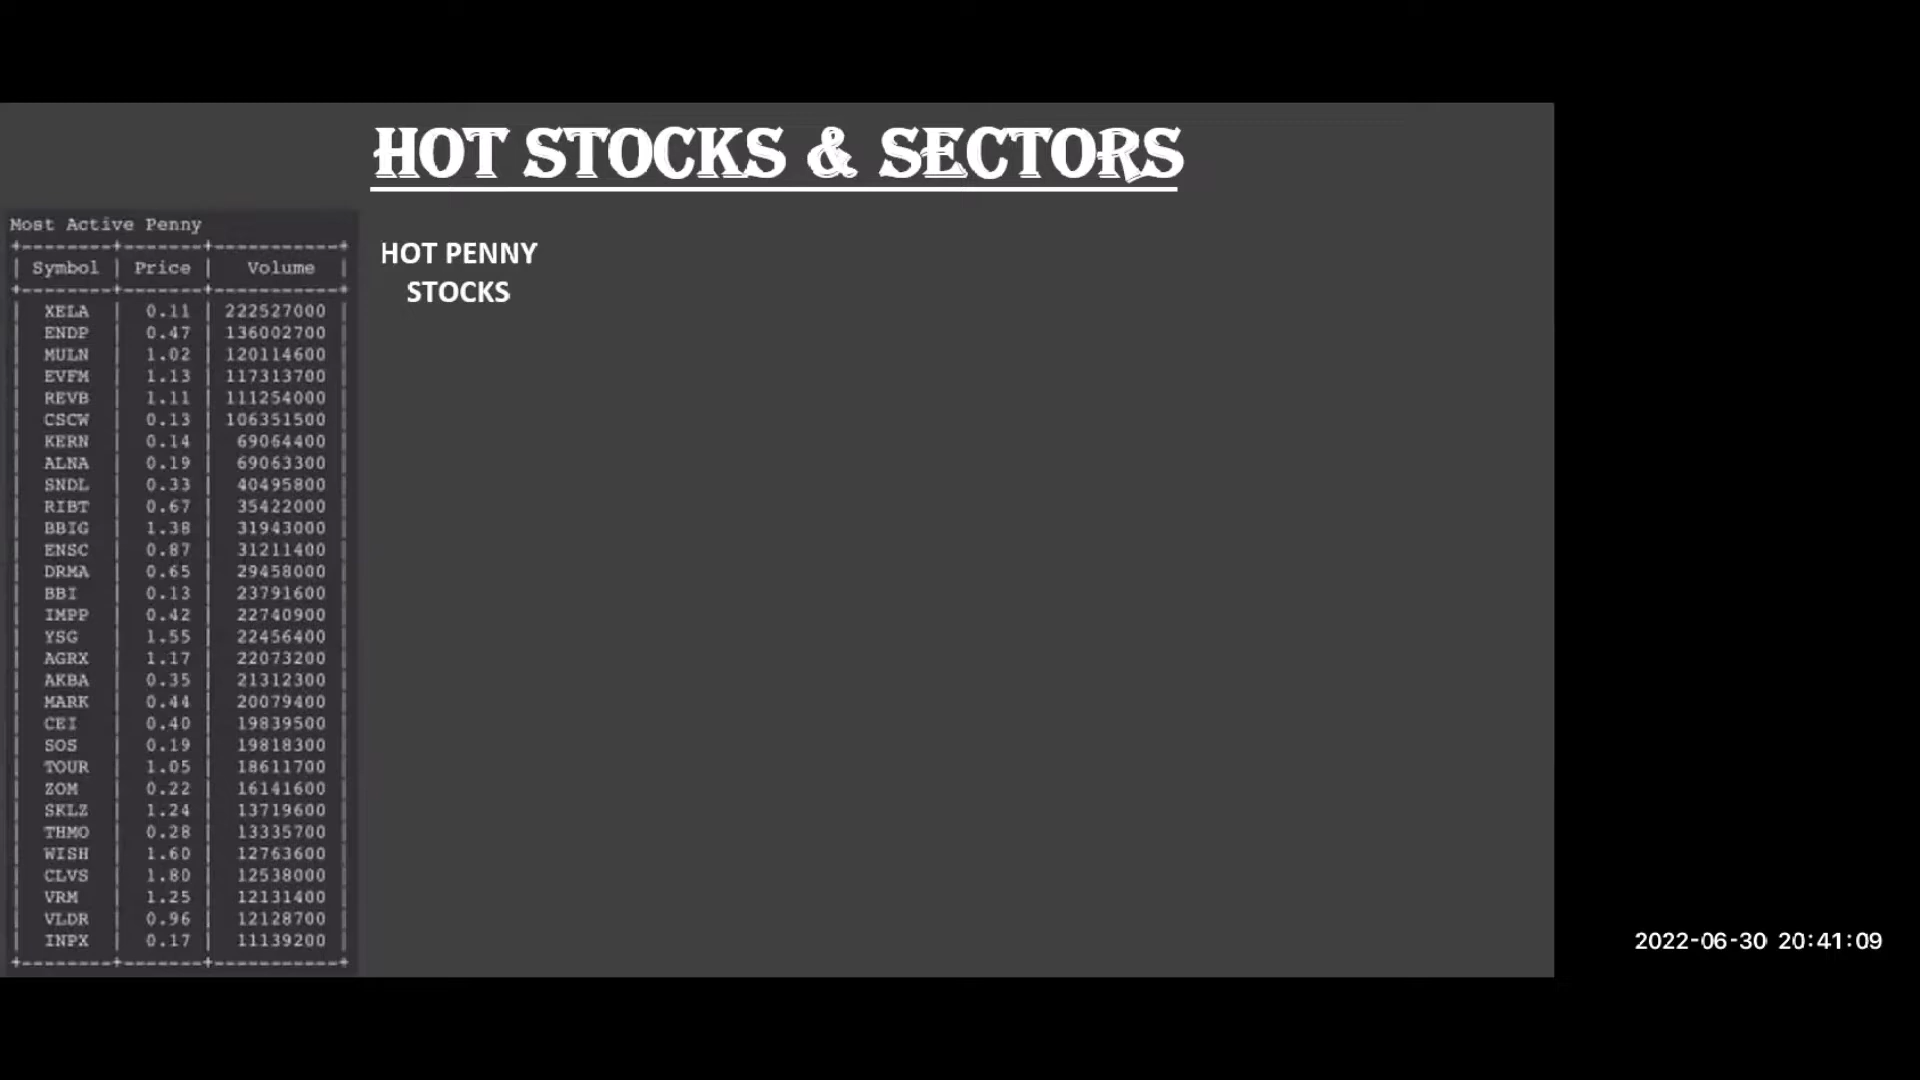 HOT STOCKS & SECTORS
Most Active Penny
+--------+-------+-----------+
| Symbol | Price | Volume |
+--------+-------+-----------+
| XELA | 0.11 | 222527000 |
| ENDP | 0.47 | 136002700 |
| MULN | 1.02 | 120114600 |
| EVFM | 1.13 | 117313700 |
| REVB | 1.11 | 111254000 |
| CSCW | 0.13 | 106351500 |
| KERN | 0.14 | 69064400 |
| ALNA | 0.19 | 69063300 |
| SNDL | 0.33 | 40495800 |
| RIBT | 0.67 | 35422000 |
| BBIG | 1.38 | 31943000 |
| ENSC | 0.87 | 31211400 |
| DRMA | 0.65 | 29458000 |
| BBI | 0.13 | 23791600 |
| IMPP | 0.42 | 22740900 |
| YSG | 1.55 | 22456400 |
| AGRX | 1.17 | 22073200 |
| AKBA | 0.35 | 21312300 |
| MARK | 0.44 | 20079400 |
| CEI | 0.40 | 19839500 |
| SOS | 0.19 | 19818300 |
| TOUR | 1.05 | 18611700 |
| ZOM | 0.22 | 16141600 |
| SKLZ | 1.24 | 13719600 |
| THMO | 0.28 | 13335700 |
| WISH | 1.60 | 12763600 |
| CLVS | 1.80 | 12538000 |
| VRM | 1.25 | 12131400 |
| VLDR | 0.96 | 12128700 |
| INPX | 0.17 | 11139200 |
+--------+-------+-----------+
HOT PENNY
STOCKS
2022-06-30 20:41:09